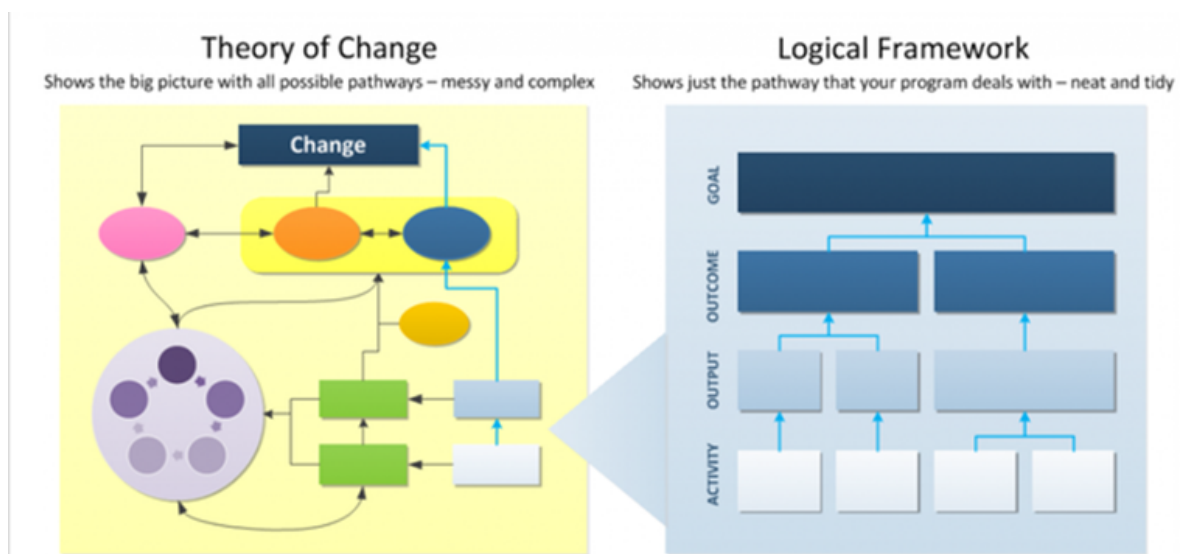 Theory of Change
Shows the big picture with all possible pathways – messy and complex
Change
Logical Framework
Shows just the pathway that your program deals with – neat and tidy
GOAL
OUTCOME
OUTPUT
ACTIVITY